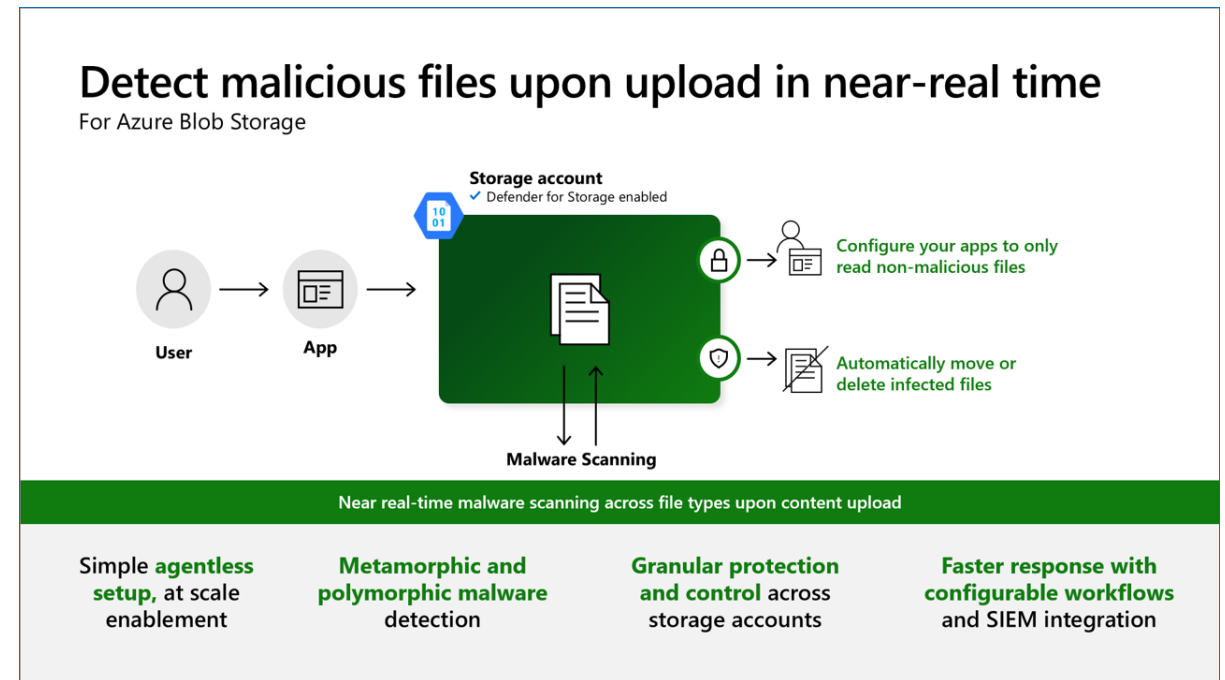 Detect malicious files upon upload in near-real time
For Azure Blob Storage
Storage account
✓ Defender for Storage enabled
10
01
User
App
Configure your apps to only
read non-malicious files
Automatically move or
delete infected files
Malware Scanning
Near real-time malware scanning across file types upon content upload
Simple agentless
setup, at scale
enablement
Metamorphic and
polymorphic malware
detection
Granular protection
and control across
storage accounts
Faster response with
configurable workflows
and SIEM integration